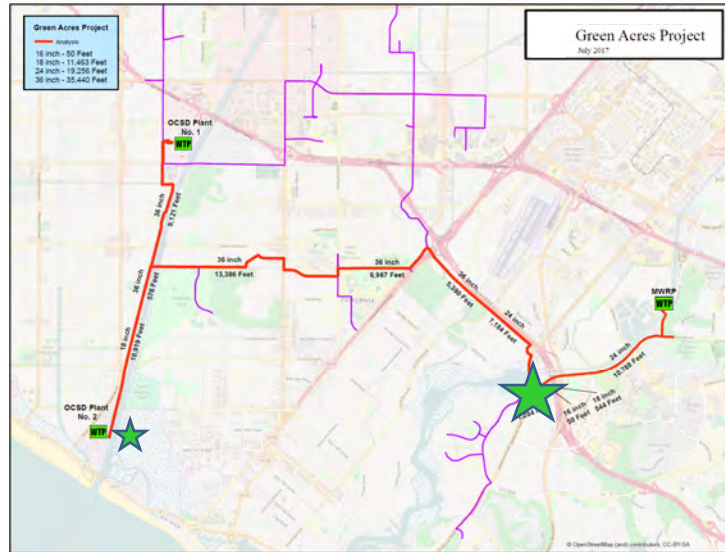 Green Acres Project
Analysis
16 inch - 50 Feet
18 inch - 11,463 Feet
24 inch - 19,256 Feet
36 inch - 35,440 Feet
Green Acres Project
July 2017
OCSD Plant
No. 1
WTP
36 inch
9,121 Feet
36 inch
576 Feet
36 inch
13,386 Feet
36 inch
6,967 Feet
36 inch
5,390 Feet
24 inch
7,184 Feet
MWRP
WTP
24 inch
10,788 Feet
18 inch
10,919 Feet
18 inch
544 Feet
16 inch
50 Feet
OCSD Plant
No. 2
WTP
© OpenStreetMap (and) contributors, CC-BY-SA